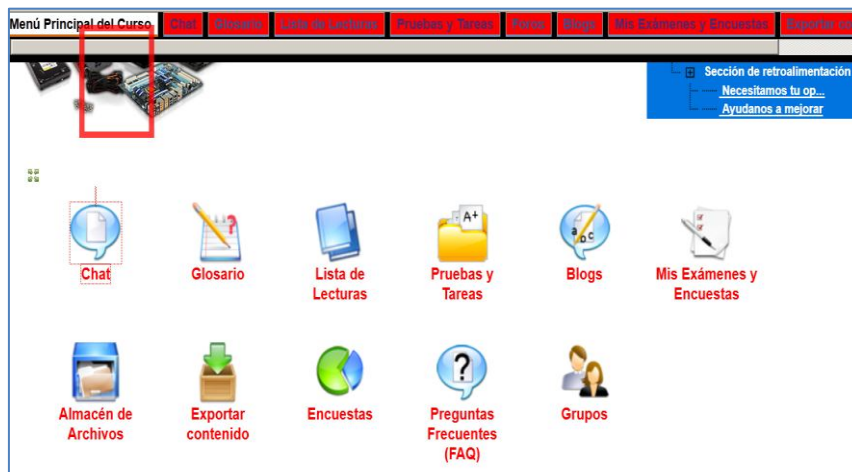 Menú Principal del Curso Chat Glosario Lista de Lecturas Pruebas y Tareas Foros Blogs Mis Exámenes y Encuestas Exportar
Sección de retroalimentación
Necesitamos tu op...
Ayudanos a mejorar
Chat Glosario Lista de Pruebas y Blogs Mis Exámenes y
Lecturas Tareas Encuestas
Almacén de Exportar Encuestas Preguntas Grupos
Archivos contenido Frecuentes
(FAQ)